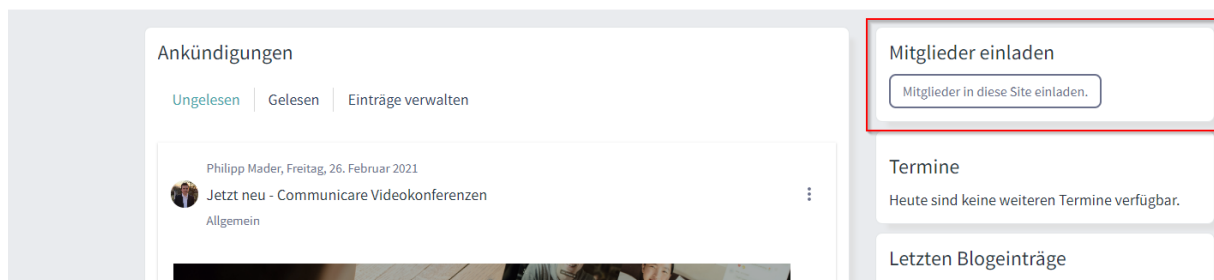 Ankündigungen
Ungelesen
Gelesen
Einträge verwalten
Philipp Mader, Freitag, 26. Februar 2021
Jetzt neu - Communicare Videokonferenzen
Allgemein
Mitglieder einladen
Mitglieder in diese Site einladen.
Termine
Heute sind keine weiteren Termine verfügbar.
Letzten Blogeinträge